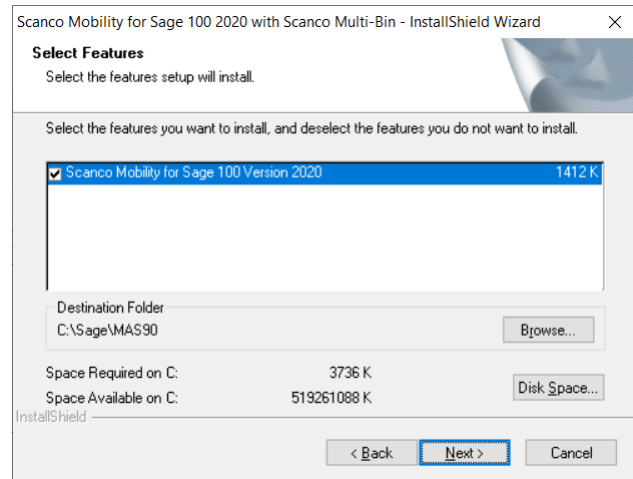 Scanco Mobility for Sage 100 2020 with Scanco Multi-Bin - InstallShield Wizard
Select Features
Select the features setup will install.
Select the features you want to install, and deselect the features you do not want to install.
Scanco Mobility for Sage 100 Version 2020 1412 K
Destination Folder
C:\Sage\MAS90 Browse...
Space Required on C: 3736 K
Space Available on C: 519261088 K
Disk Space...
InstallShield
< Back Next > Cancel